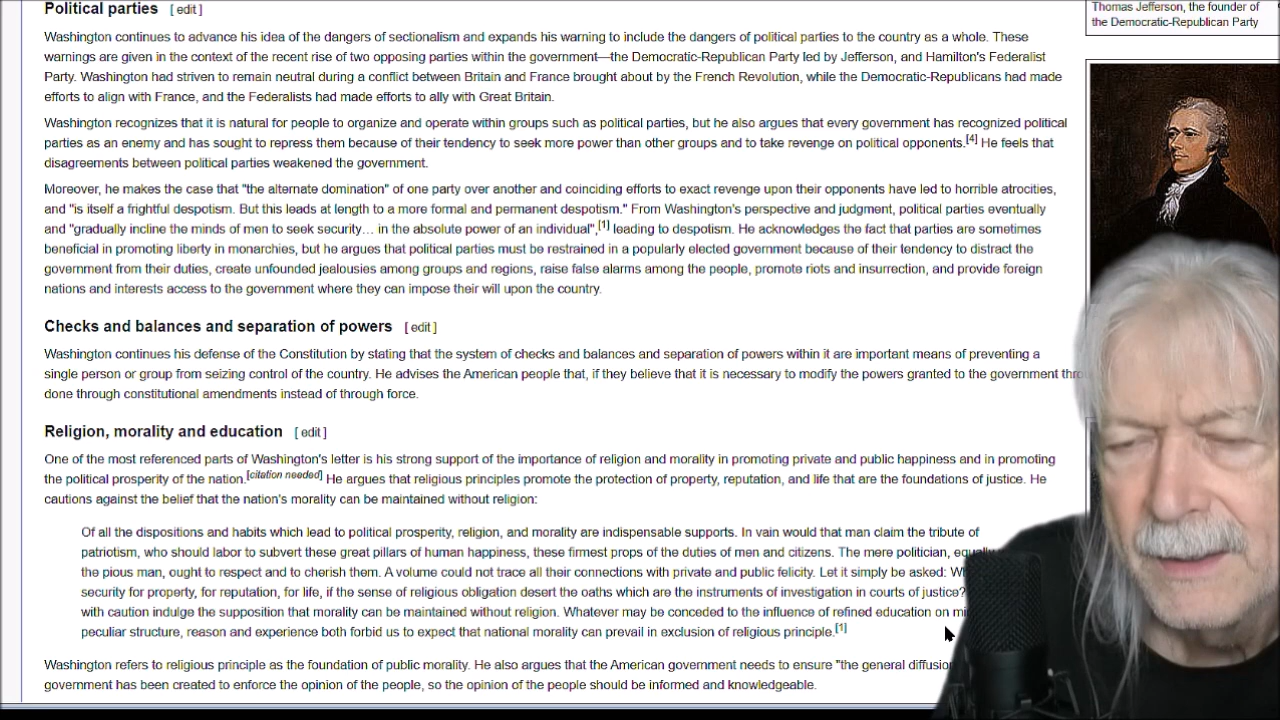 Political parties [ edit ]
Thomas Jefferson, the founder of
the Democratic-Republican Party
Washington continues to advance his idea of the dangers of sectionalism and expands his warning to include the dangers of political parties to the country as a whole. These
warnings are given in the context of the recent rise of two opposing parties within the government—the Democratic-Republican Party led by Jefferson, and Hamilton's Federalist
Party. Washington had striven to remain neutral during a conflict between Britain and France brought about by the French Revolution, while the Democratic-Republicans had made
efforts to align with France, and the Federalists had made efforts to ally with Great Britain.
Washington recognizes that it is natural for people to organize and operate within groups such as political parties, but he also argues that every government has recognized political
parties as an enemy and has sought to repress them because of their tendency to seek more power than other groups and to take revenge on political opponents.[4] He feels that
disagreements between political parties weakened the government.
Moreover, he makes the case that "the alternate domination" of one party over another and coinciding efforts to exact revenge upon their opponents have led to horrible atrocities,
and "is itself a frightful despotism. But this leads at length to a more formal and permanent despotism." From Washington's perspective and judgment, political parties eventually
and "gradually incline the minds of men to seek security… in the absolute power of an individual",[1] leading to despotism. He acknowledges the fact that parties are sometimes
beneficial in promoting liberty in monarchies, but he argues that political parties must be restrained in a popularly elected government because of their tendency to distract the
government from their duties, create unfounded jealousies among groups and regions, raise false alarms among the people, promote riots and insurrection, and provide foreign
nations and interests access to the government where they can impose their will upon the country.
Checks and balances and separation of powers [ edit ]
Washington continues his defense of the Constitution by stating that the system of checks and balances and separation of powers within it are important means of preventing a
single person or group from seizing control of the country. He advises the American people that, if they believe that it is necessary to modify the powers granted to the government
done through constitutional amendments instead of through force.
Religion, morality and education [ edit ]
One of the most referenced parts of Washington's letter is his strong support of the importance of religion and morality in promoting private and public happiness and in promoting
the political prosperity of the nation.[citation needed] He argues that religious principles promote the protection of property, reputation, and life that are the foundations of justice. He
cautions against the belief that the nation's morality can be maintained without religion:
Of all the dispositions and habits which lead to political prosperity, religion, and morality are indispensable supports. In vain would that man claim the tribute of
patriotism, who should labor to subvert these great pillars of human happiness, these firmest props of the duties of men and citizens. The mere politician,
the pious man, ought to respect and to cherish them. A volume could not trace all their connections with private and public felicity. Let it simply be asked:
security for property, for reputation, for life, if the sense of religious obligation desert the oaths which are the instruments of investigation in courts of justice?
with caution indulge the supposition that morality can be maintained without religion. Whatever may be conceded to the influence of refined education on
peculiar structure, reason and experience both forbid us to expect that national morality can prevail in exclusion of religious principle.[1]
Washington refers to religious principle as the foundation of public morality. He also argues that the American government needs to ensure "the general
government has been created to enforce the opinion of the people, so the opinion of the people should be informed and knowledgeable.